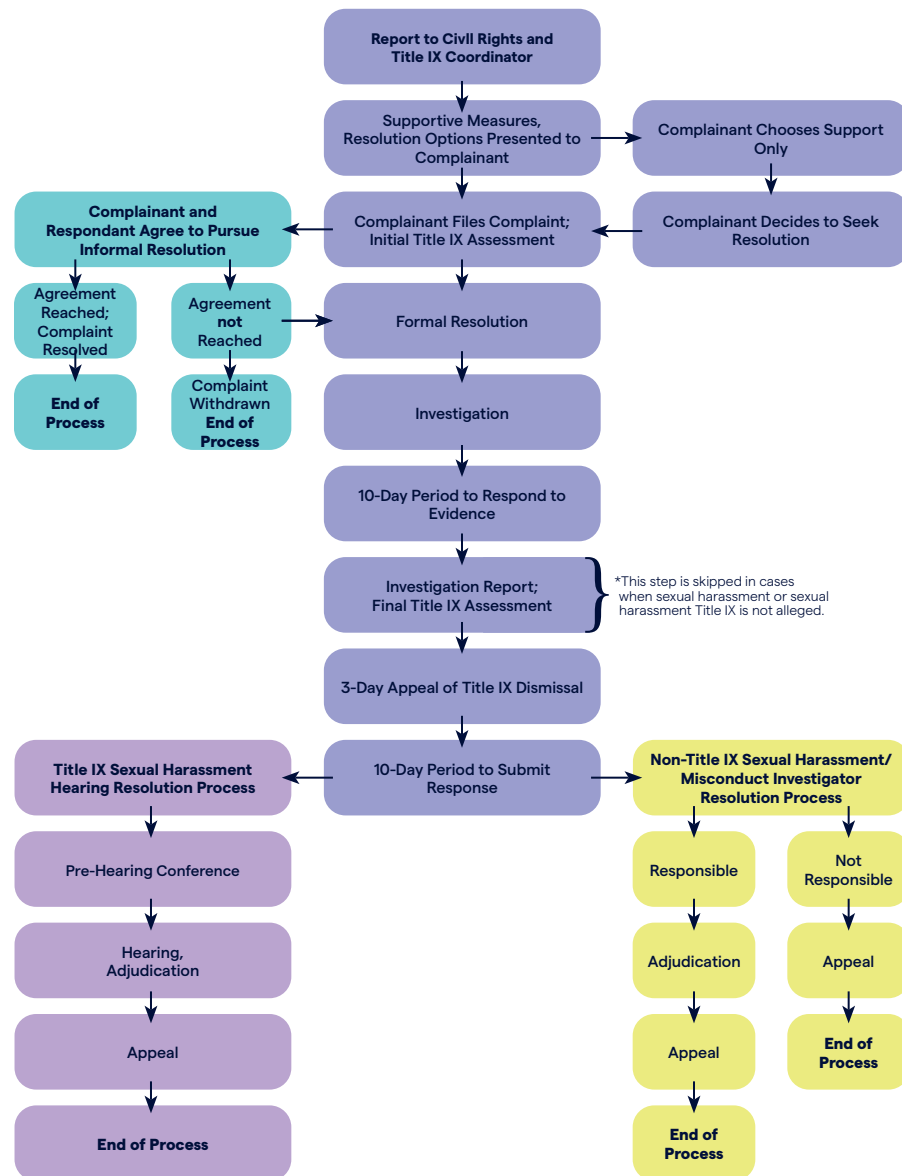 Report to Civil Rights and
Title IX Coordinator
Supportive Measures,
Resolution Options Presented to
Complainant
Complainant Chooses Support
Only
Complainant and
Respondant Agree to Pursue
Informal Resolution
Complainant Files Complaint;
Initial Title IX Assessment
Complainant Decides to Seek
Resolution
Agreement
Reached;
Complaint
Resolved
Agreement
not
Reached
Formal Resolution
End of
Process
Complaint
Withdrawn
End of
Process
Investigation
10-Day Period to Respond to
Evidence
Investigation Report;
Final Title IX Assessment
*This step is skipped in cases
when sexual harassment or sexual
harassment Title IX is not alleged.
3-Day Appeal of Title IX Dismissal
Title IX Sexual Harassment
Hearing Resolution Process
10-Day Period to Submit
Response
Non-Title IX Sexual Harassment/
Misconduct Investigator
Resolution Process
Pre-Hearing Conference
Responsible
Not
Responsible
Hearing,
Adjudication
Adjudication
Appeal
Appeal
Appeal
End of
Process
End of Process
End of
Process